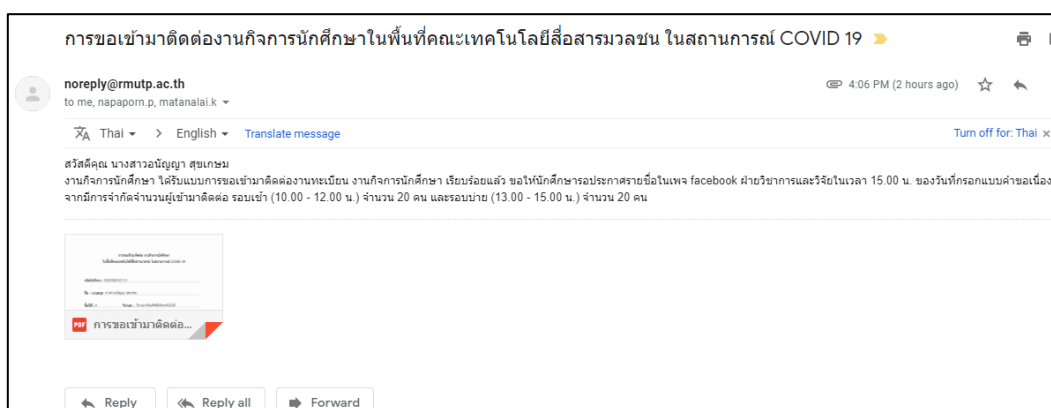 การขอเข้ามาติดต่องานกิจการนักศึกษาในพื้นที่คณะเทคโนโลยีสื่อสารมวลชน ในสถานการณ์ COVID 19
noreply@rmutp.ac.th
4:06 PM (2 hours ago)
to me, napaporn.p, matanalai.k
Thai > English Translate message
Turn off for: Thai ×
สวัสดีคุณ นางสาวอนัญญา สุขเกษม
งานกิจการนักศึกษา ได้รับแบบการขอเข้ามาติดต่องานทะเบียน งานกิจการนักศึกษา เรียบร้อยแล้ว ขอให้นักศึกษารอประกาศรายชื่อในเพจ facebook ฝ่ายวิชาการและวิจัยในเวลา 15.00 น. ของวันที่กรอกแบบคำขอเนื่อง
จากมีการจำกัดจำนวนผู้เข้ามาติดต่อ รอบเช้า (10.00 - 12.00 น.) จำนวน 20 คน และรอบบ่าย (13.00 - 15.00 น.) จำนวน 20 คน
PDF การขอเข้ามาติดต่อ...
Reply Reply all Forward